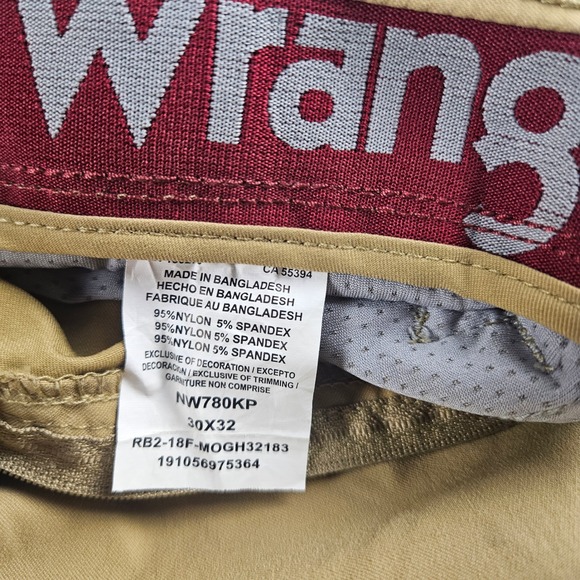 Wrang
CA 55394
MADE IN BANGLADESH
HECHO EN BANGLADESH
FABRIQUE AU BANGLADESH
95%NYLON 5% SPANDEX
95%NYLON 5% SPANDEX
95%NYLON 5% SPANDEX
EXCLUSIVE OF DECORATION / EXCEPTO
DECORACION / EXCLUSIVE OF TRIMMING /
GARNITURE NON COMPRISE
NW780KP
30X32
RB2-18F-MOGH32183
191056975364